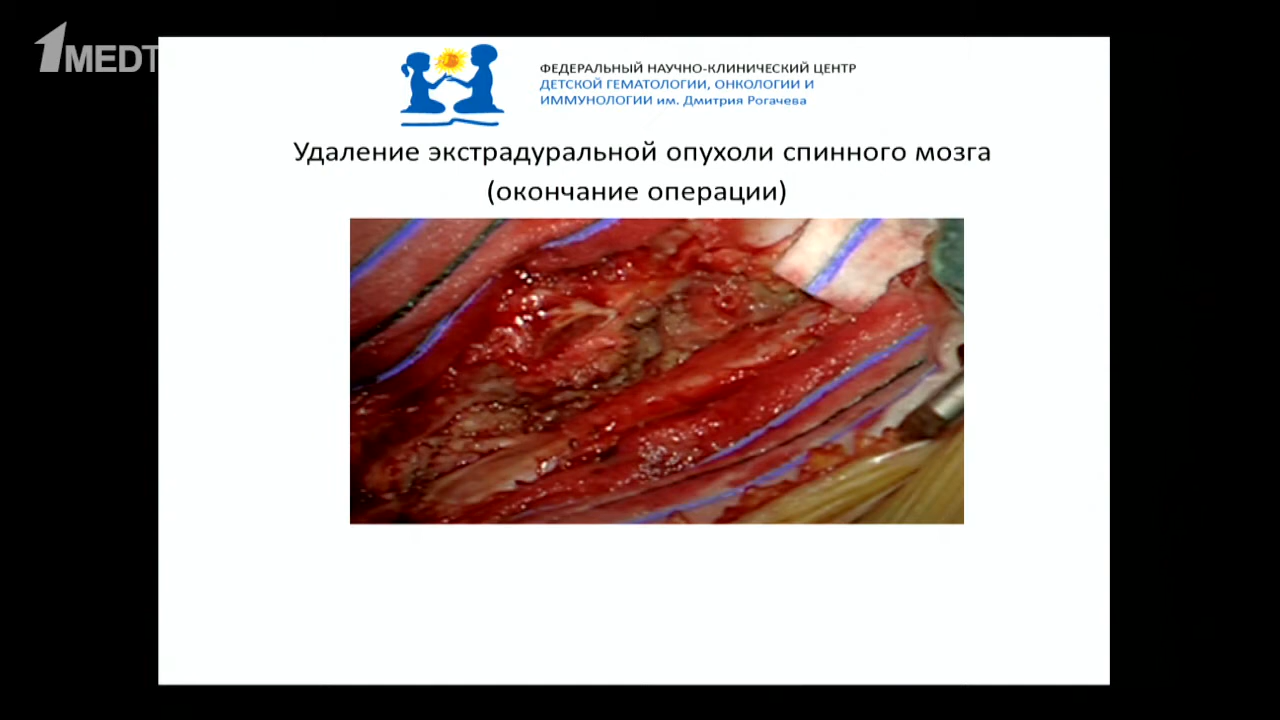 1MEDT
ФЕДЕРАЛЬНЫЙ НАУЧНО-КЛИНИЧЕСКИЙ ЦЕНТР
ДЕТСКОЙ ГЕМАТОЛОГИИ, ОНКОЛОГИИ И
ИММУНОЛОГИИ им. Дмитрия Рогачева
Удаление экстрадуральной опухоли спинного мозга
(окончание операции)